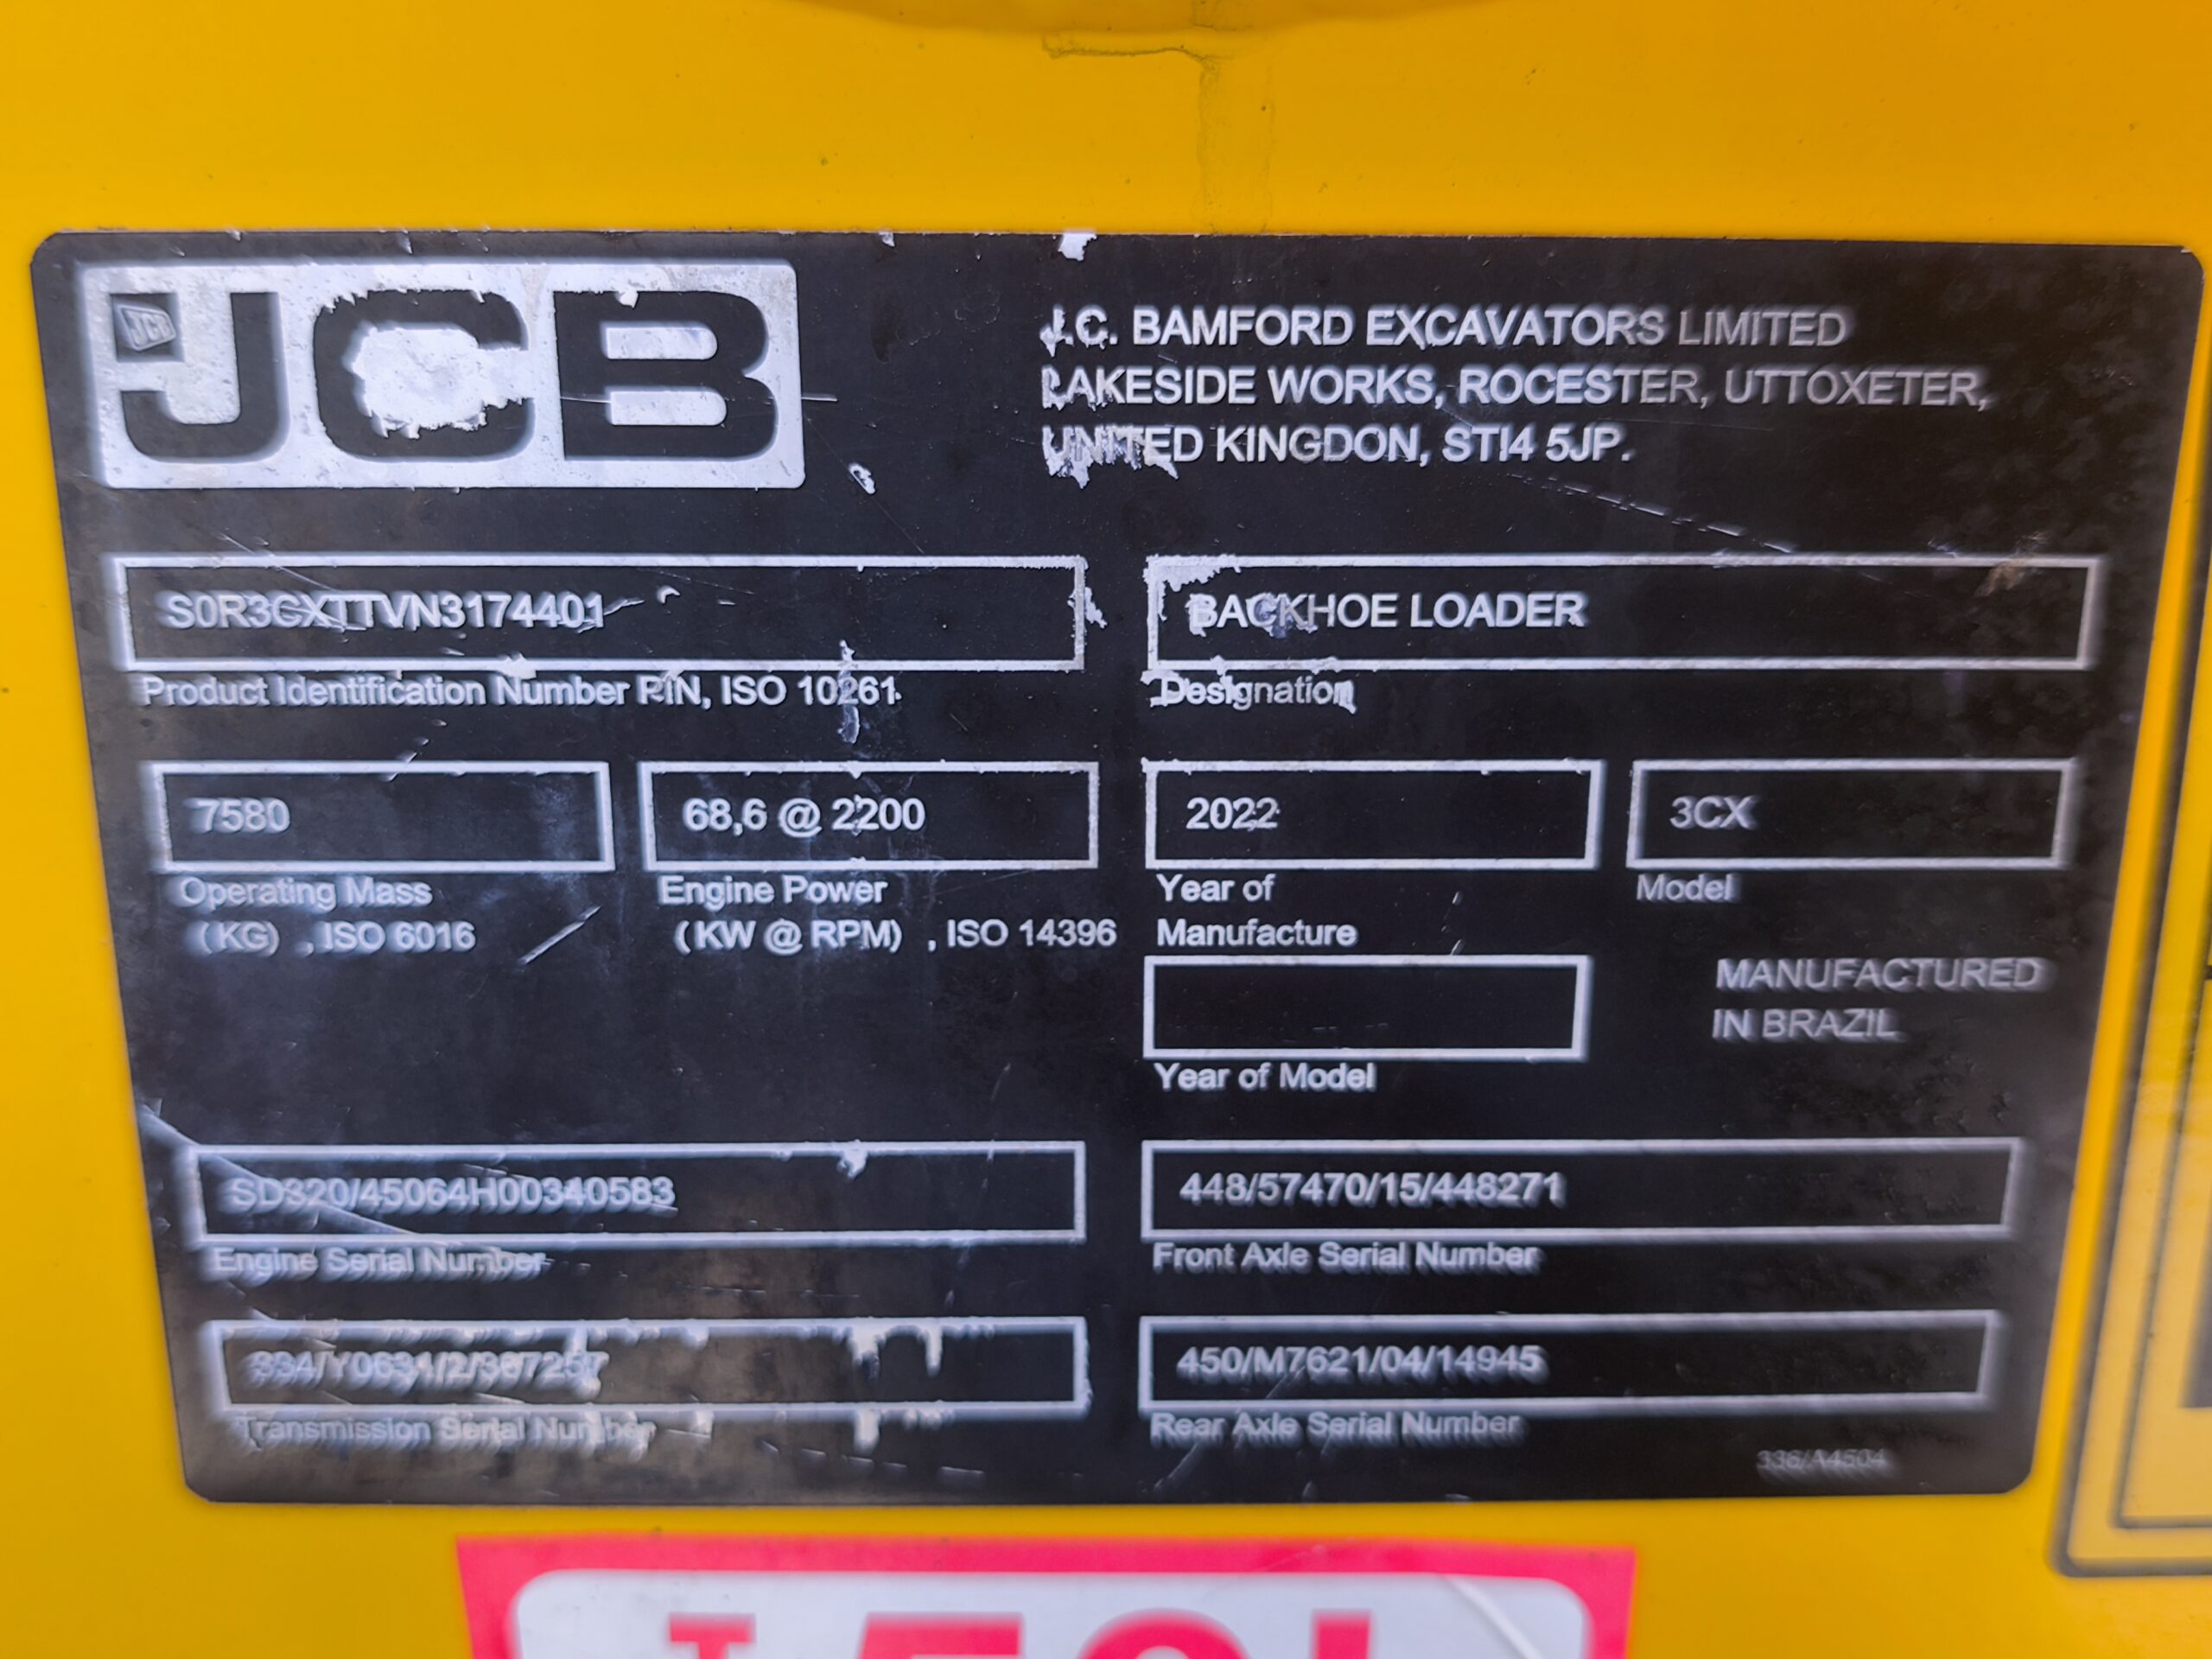 JCB
J.C. BAMFORD EXCAVATORS LIMITED
LAKESIDE WORKS, ROCESTER, UTTOXETER,
UNITED KINGDON, STI4 5JP.
S0R3CXTTVN3174401
Product Identification Number PIN, ISO 10261
BACKHOE LOADER
Designation
7580
Operating Mass
(KG) , ISO 6016
68,6 @ 2200
Engine Power
(KW @ RPM) , ISO 14396
2022
Year of
Manufacture
3CX
Model
Year of Model
MANUFACTURED
IN BRAZIL
SD320/45064H00340583
Engine Serial Number
448/57470/15/448271
Front Axle Serial Number
Transmission Serial Number
450/M7621/04/14945
Rear Axle Serial Number
336/A4504